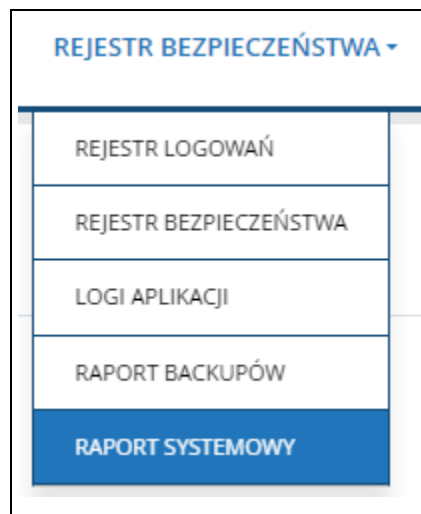 REJESTR BEZPIECZEŃSTWA
REJESTR LOGOWAŃ
REJESTR BEZPIECZEŃSTWA
LOGI APLIKACJI
RAPORT BACKUPÓW
RAPORT SYSTEMOWY